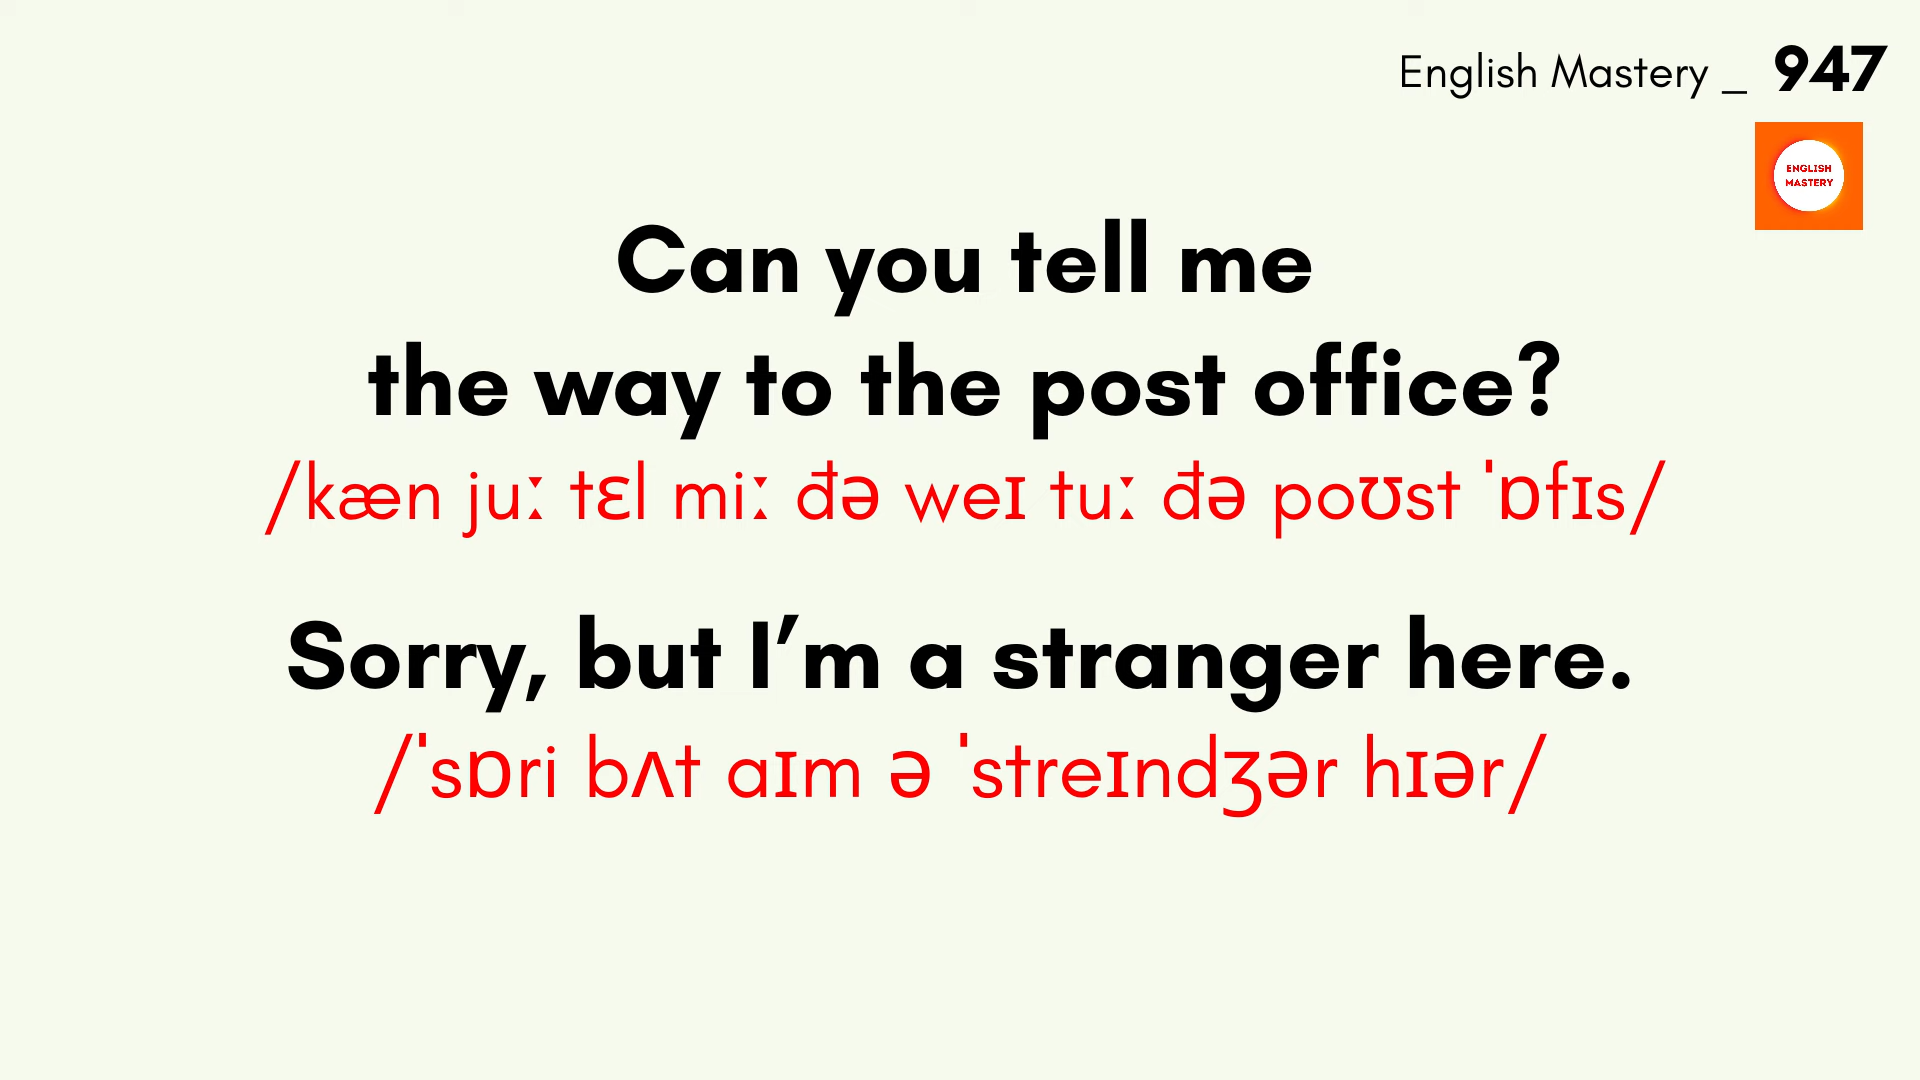 English Mastery _ 947
ENGLISH
MASTERY
Can you tell me
the way to the post office?
/kæn juː tɛl miː đə weɪ tuː đə poʊst ˈɒfɪs/
Sorry, but I’m a stranger here.
/ˈsɒri bʌt aɪm ə ˈstreɪndʒər hɪər/